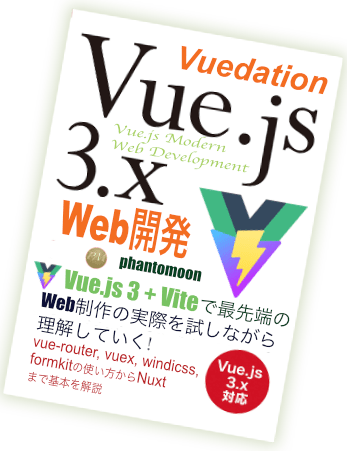 Vuedation
Vue.js
Vue.js Modern
Web Development
3.x
Web開発
phantomoon
Vue.js 3 + Viteで最先端の
Web制作の実際を試しながら
理解していく!
vue-router, vuex, windicss,
formkitの使い方からNuxt
まで基本を解説
Vue.js
3.x
対応